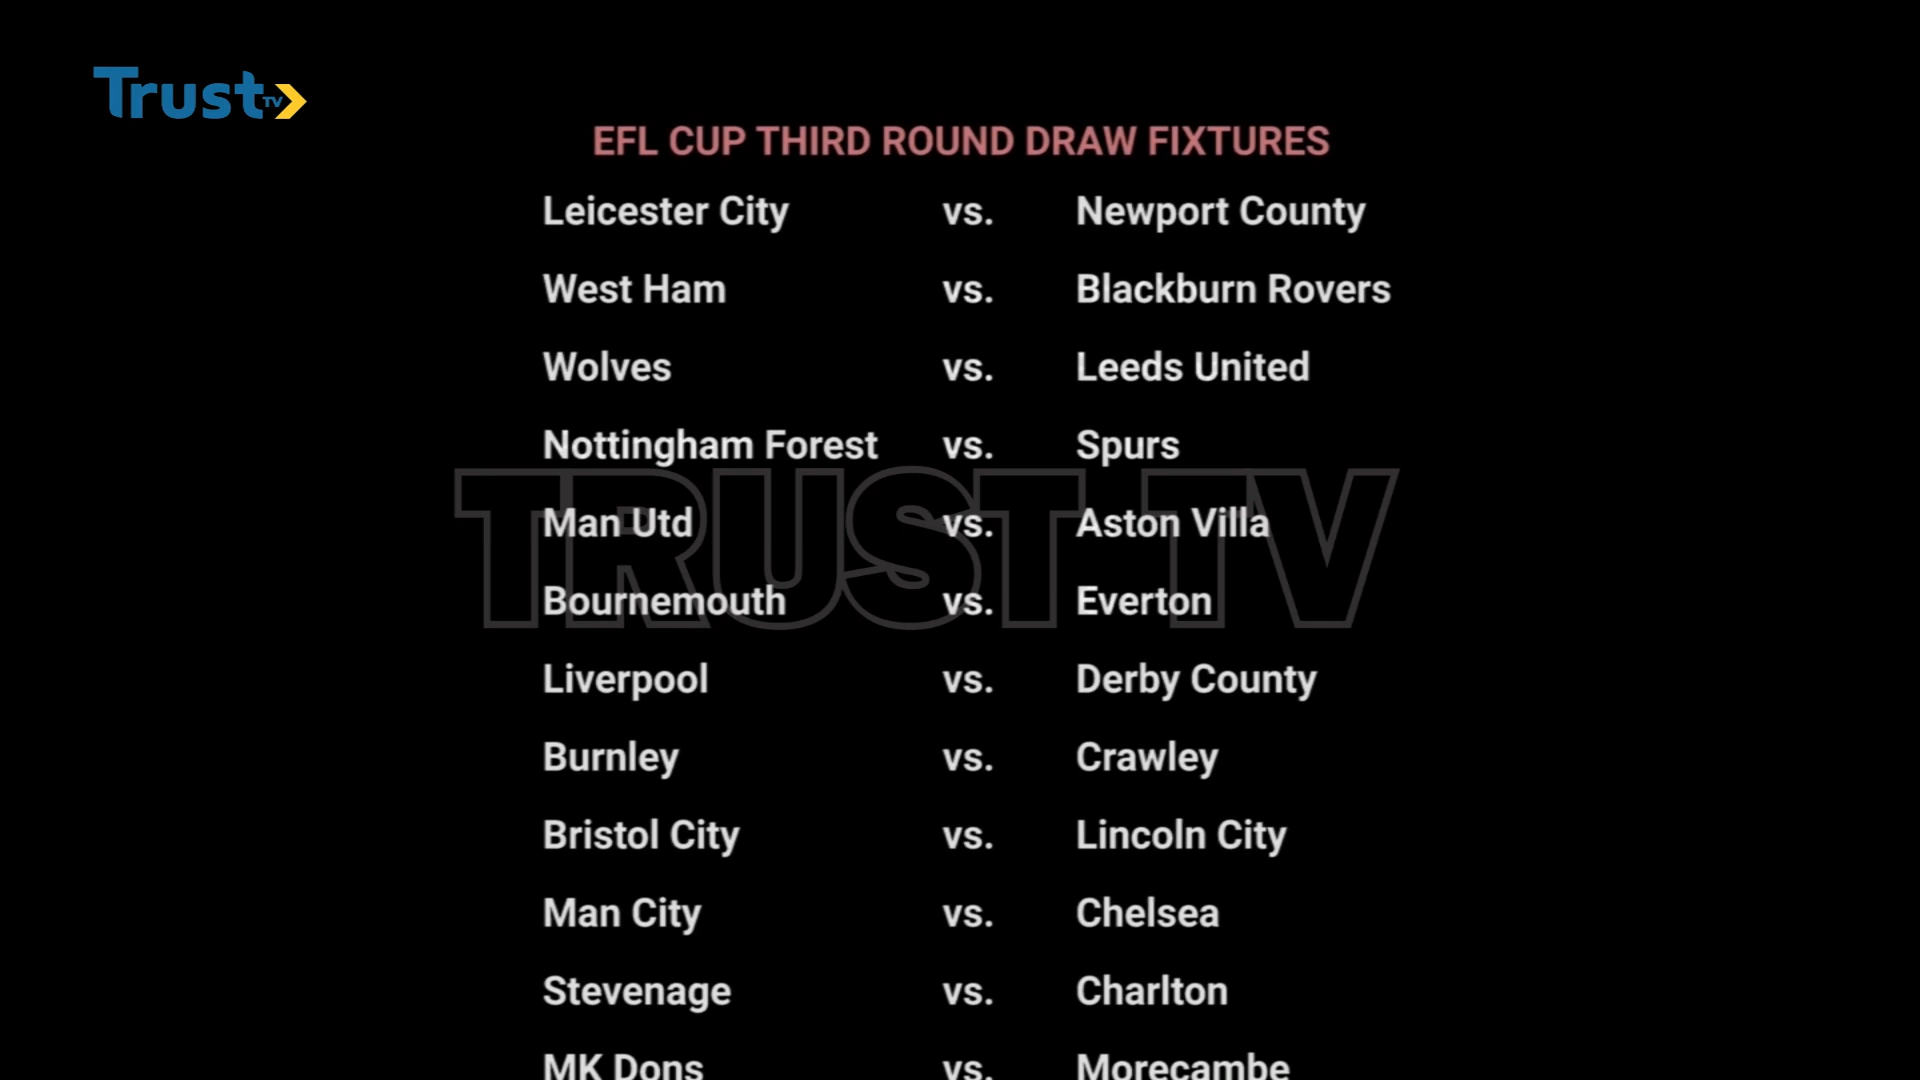 Trust TV
EFL CUP THIRD ROUND DRAW FIXTURES
Leicester City vs. Newport County
West Ham vs. Blackburn Rovers
Wolves vs. Leeds United
Nottingham Forest vs. Spurs
TRUST TV
Man Utd vs. Aston Villa
Bournemouth vs. Everton
Liverpool vs. Derby County
Burnley vs. Crawley
Bristol City vs. Lincoln City
Man City vs. Chelsea
Stevenage vs. Charlton
MK Dons vs. Morecambe